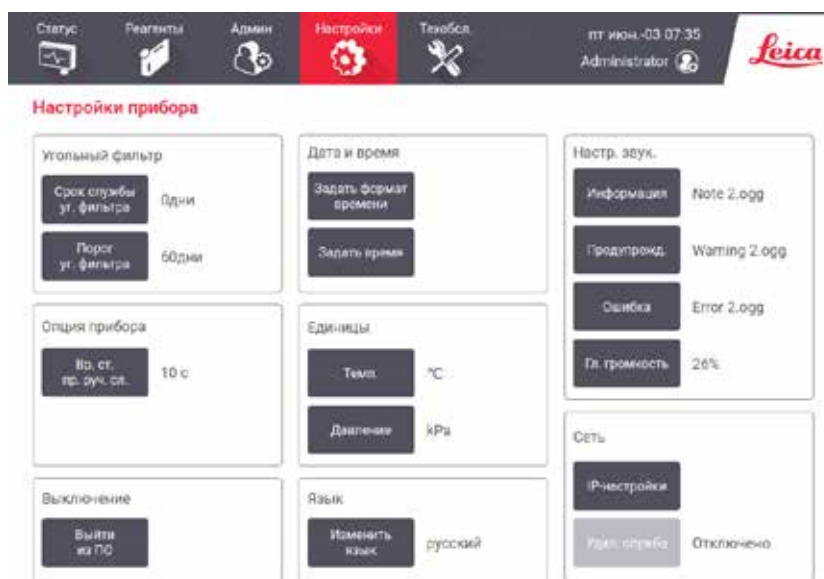 Статус
Реагенты
Админ
Настройки
Техобсл.
пт июн.-03 07:35
Administrator
Leica
Настройки прибора
Угольный фильтр
Срок службы
уг. фильтра
0дни
Порог
уг. фильтра
60дни
Дата и время
Задать формат
времени
Задать время
Настр. звук.
Информация
Note 2.ogg
Предупрежд.
Warning 2.ogg
Ошибка
Error 2.ogg
Гл. громкость
26%
Опция прибора
Вр. ст.
пр. руч. сл.
10 с
Единицы
Темп.
°C
Давление
kPa
Сеть
IP-настройки
Удал. служба
Отключено
Выключение
Выйти
из ПО
Язык
Изменить
язык
русский